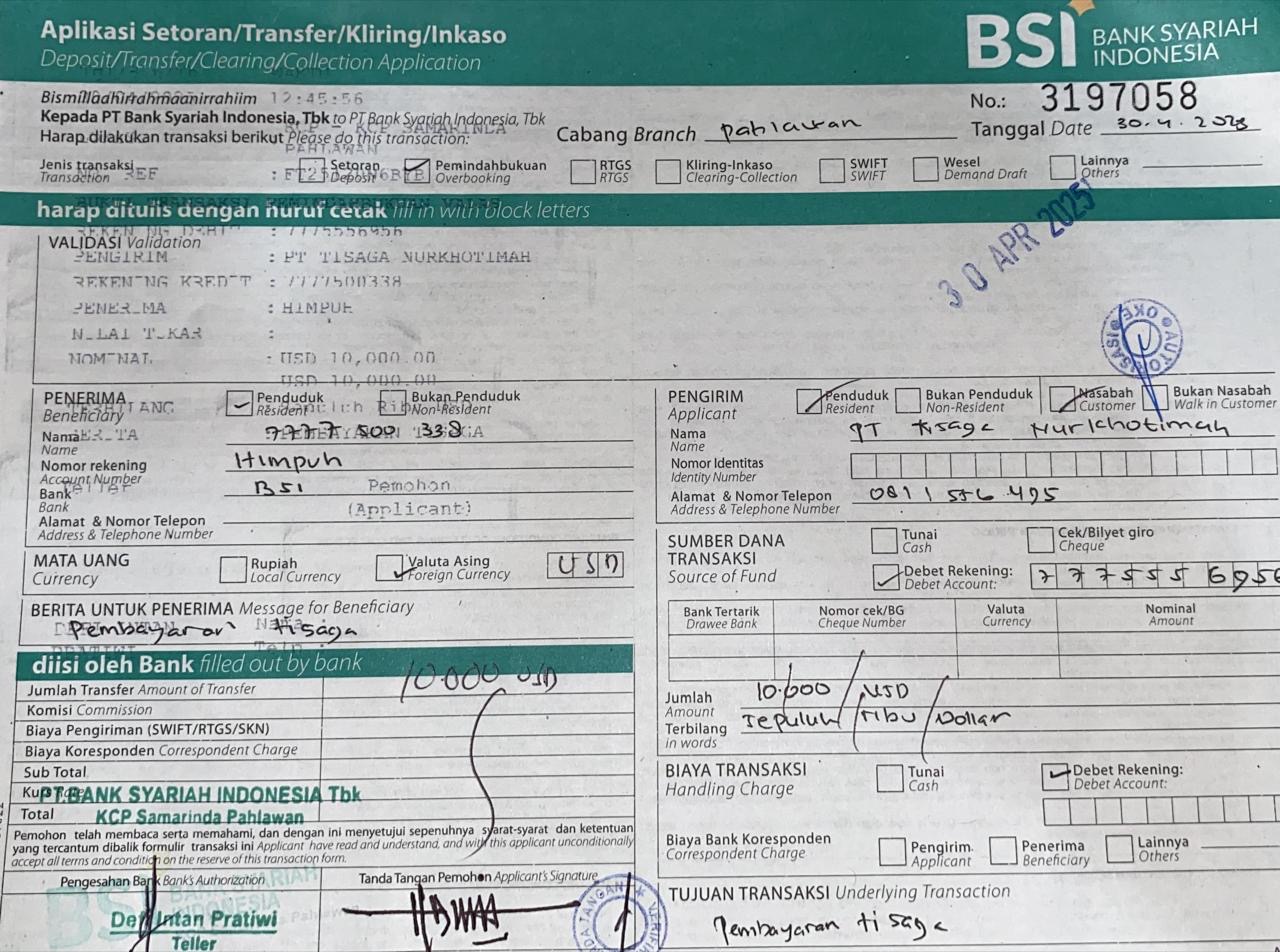 Aplikasi Setoran/Transfer/Kliring/Inkaso
Deposit/Transfer/Clearing/Collection Application
BSI BANK SYARIAH INDONESIA
Bismillaahirrahmaanirrahiim 12:45:56
Kepada PT Bank Syariah Indonesia, Tbk to PT Bank Syariah Indonesia, Tbk
Harap dilakukan transaksi berikut Please do this transaction:
KCP SAMARINDA
PAHLAWAN
Cabang Branch Pahlawan
No.: 3197058
Tanggal Date 30.4.
Jenis transaksi Transaction
Setoran Deposit
Pemindahbukuan Overbooking
RTGS RTGS
Kliring-Inkaso Clearing-Collection
SWIFT SWIFT
Wesel Demand Draft
Lainnya Others
REF :
harap ditulis dengan huruf cetak fill in with block letters
30 APR 2025
VALIDASI Validation
PENGIRIM : PT TISAGA NURKHOTIMAH
REKENING KREDIT : 7777500338
PENERIMA : HIMPUH
NILAI TUKAR :
NOMINAL : USD 10,000.00
USD 10,000.00
OTORISASI OKE
PENERIMA Beneficiary
Penduduk Resident
Bukan Penduduk Non-Resident
Nama Name 7777 500 338
Nomor rekening Account Number Himpuh
Bank Bank BSI
Pemohon
(Applicant)
Alamat & Nomor Telepon Address & Telephone Number
MATA UANG Currency
Rupiah Local Currency
Valuta Asing Foreign Currency
USD
BERITA UNTUK PENERIMA Message for Beneficiary
Pembayaran tisaga
diisi oleh Bank filled out by bank
Jumlah Transfer Amount of Transfer 10.000 USD
Komisi Commission
Biaya Pengiriman (SWIFT/RTGS/SKN)
Biaya Koresponden Correspondent Charge
Sub Total
Kurs Rate
Total
PT BANK SYARIAH INDONESIA Tbk
KCP Samarinda Pahlawan
Pemohon telah membaca serta memahami, dan dengan ini menyetujui sepenuhnya syarat-syarat dan ketentuan
yang tercantum dibalik formulir transaksi ini Applicant have read and understand, and with this applicant unconditionally
accept all terms and condition on the reserve of this transaction form.
Pengesahan Bank Bank's Authorization
Tanda Tangan Pemohon Applicant's Signature
Intan Pratiwi
Teller
PENGIRIM Applicant
Penduduk Resident
Bukan Penduduk Non-Resident
Nasabah Customer
Bukan Nasabah Walk in Customer
Nama Name PT tisaga Nurkhotimah
Nomor Identitas Identity Number
Alamat & Nomor Telepon Address & Telephone Number 0811 556 495
SUMBER DANA TRANSAKSI Source of Fund
Tunai Cash
Cek/Bilyet giro Cheque
Debet Rekening: Debet Account: 777555 6956
Bank Tertarik Drawee Bank
Nomor cek/BG Cheque Number
Valuta Currency
Nominal Amount
Jumlah Amount 10.000 / USD
Terbilang in words Sepuluh / ribu / Dollar
BIAYA TRANSAKSI Handling Charge
Tunai Cash
Debet Rekening: Debet Account:
Biaya Bank Koresponden Correspondent Charge
Pengirim Applicant
Penerima Beneficiary
Lainnya Others
TUJUAN TRANSAKSI Underlying Transaction
Pembayaran tisaga